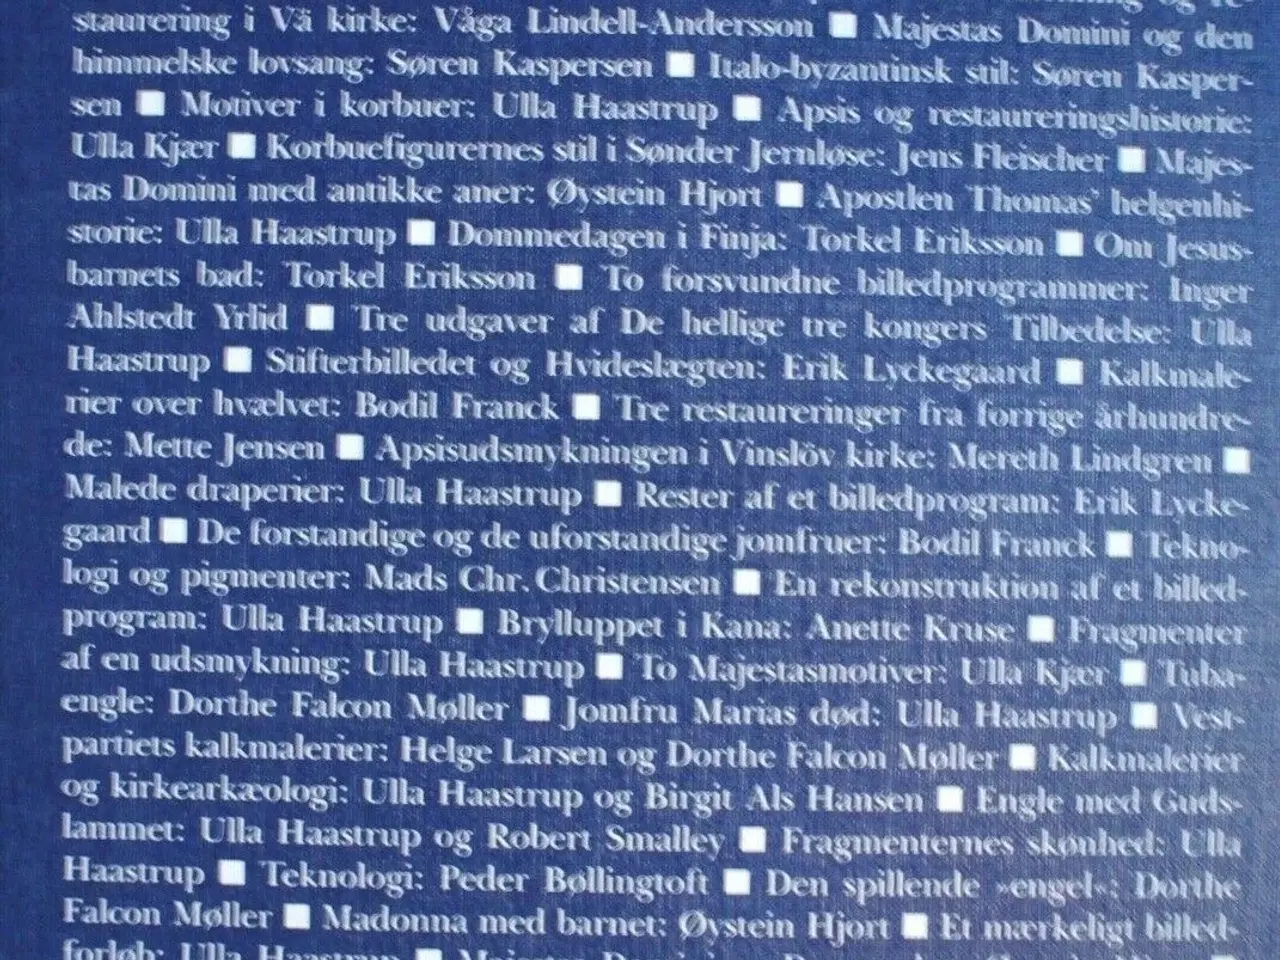 staurering i Vä kirke: Våga Lindell-Andersson ■ Majestas Domini og den
himmelske lovsang: Søren Kaspersen ■ Italo-byzantinsk stil: Søren Kasper-
sen ■ Motiver i korbuer: Ulla Haastrup ■ Apsis og restaureringshistorie:
Ulla Kjær ■ Korbuefigurernes stil i Sønder Jernløse: Jens Fleischer ■ Majes-
tas Domini med antikke aner: Øystein Hjort ■ Apostlen Thomas' helgenhi-
storie: Ulla Haastrup ■ Dommedagen i Finja: Torkel Eriksson ■ Om Jesus-
barnets bad: Torkel Eriksson ■ To forsvundne billedprogrammer: Inger
Ahlstedt Yrlid ■ Tre udgaver af De hellige tre kongers Tilbedelse: Ulla
Haastrup ■ Stifterbilledet og Hvideslægten: Erik Lyckegaard ■ Kalkmale-
rier over hvælvet: Bodil Franck ■ Tre restaureringer fra forrige århundre-
de: Mette Jensen ■ Apsisudsmykningen i Vinslöv kirke: Mereth Lindgren ■
Malede draperier: Ulla Haastrup ■ Rester af et billedprogram: Erik Lycke-
gaard ■ De forstandige og de uforstandige jomfruer: Bodil Franck ■ Tekno-
logi og pigmenter: Mads Chr. Christensen ■ En rekonstruktion af et billed-
program: Ulla Haastrup ■ Brylluppet i Kana: Anette Kruse ■ Fragmenter
af en udsmykning: Ulla Haastrup ■ To Majestasmotiver: Ulla Kjær ■ Tuba-
engle: Dorthe Falcon Møller ■ Jomfru Marias død: Ulla Haastrup ■ Vest-
partiets kalkmalerier: Helge Larsen og Dorthe Falcon Møller ■ Kalkmalerier
og kirkearkæologi: Ulla Haastrup og Birgit Als Hansen ■ Engle med Guds-
lammet: Ulla Haastrup og Robert Smalley ■ Fragmenternes skønhed: Ulla
Haastrup ■ Teknologi: Peder Bøllingtoft ■ Den spillende »engel«: Dorthe
Falcon Møller ■ Madonna med barnet: Øystein Hjort ■ Et mærkeligt billed-
forløb: Ulla Haastrup ■ Majestas